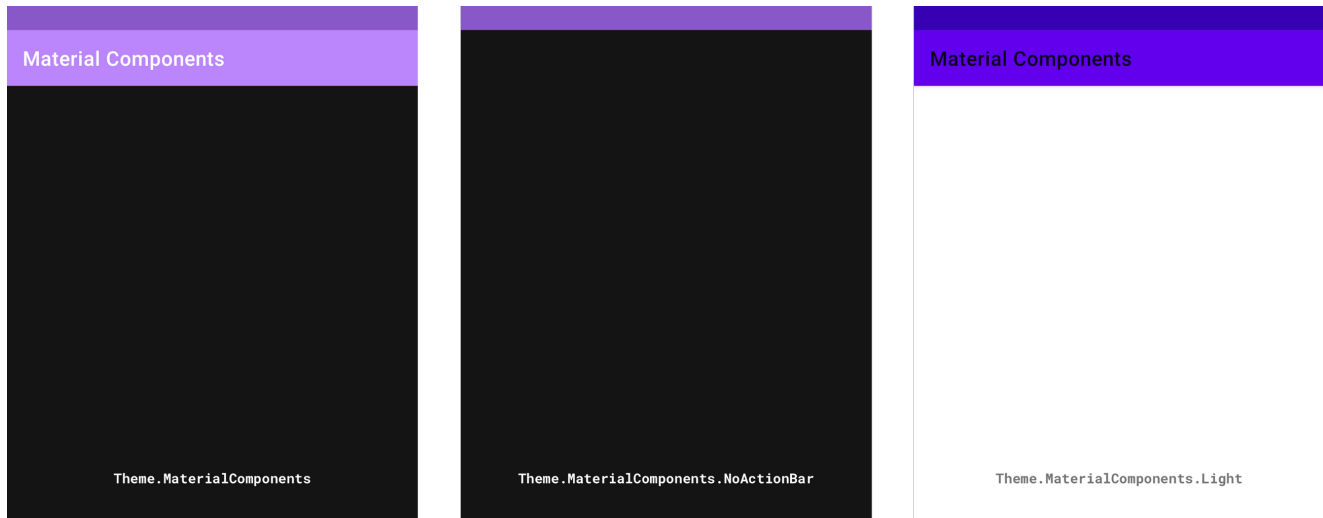 Material Components
Material Components
Theme.MaterialComponents
Theme.MaterialComponents.NoActionBar
Theme.MaterialComponents.Light